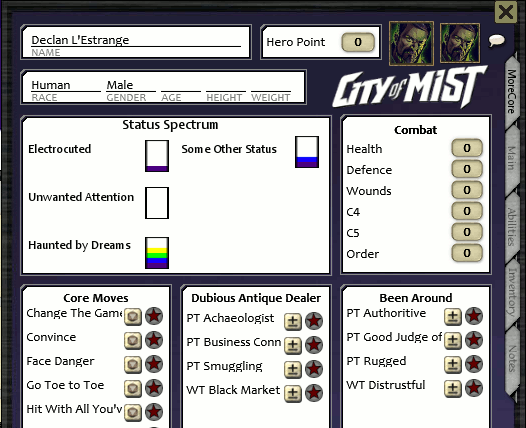 Declan L'Estrange
NAME
Hero Point 0
Human Male
RACE GENDER AGE HEIGHT WEIGHT
CITY of MIST
MoreCore
Main
Abilities
Inventory
Notes
Status Spectrum
Electrocuted
Some Other Status
Unwanted Attention
Haunted by Dreams
Combat
Health 0
Defence 0
Wounds 0
C4 0
C5 0
Order 0
Core Moves
Change The Game
Convince
Face Danger
Go Toe to Toe
Hit With All You'v
Dubious Antique Dealer
PT Achaeologist
PT Business Conn
PT Smuggling
WT Black Market
Been Around
PT Authoritive
PT Good Judge of
PT Rugged
WT Distrustful